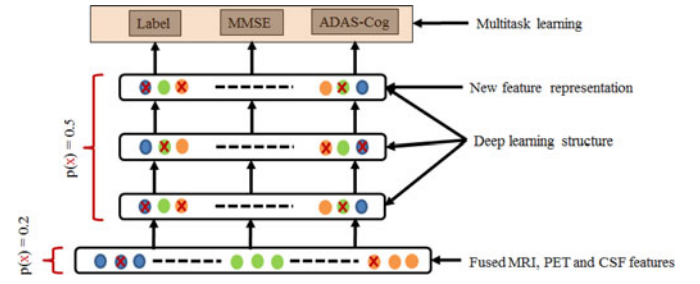 Label MMSE ADAS-Cog
Multitask learning
New feature representation
p(x) = 0.5
Deep learning structure
p(x) = 0.2
Fused MRI, PET and CSF features